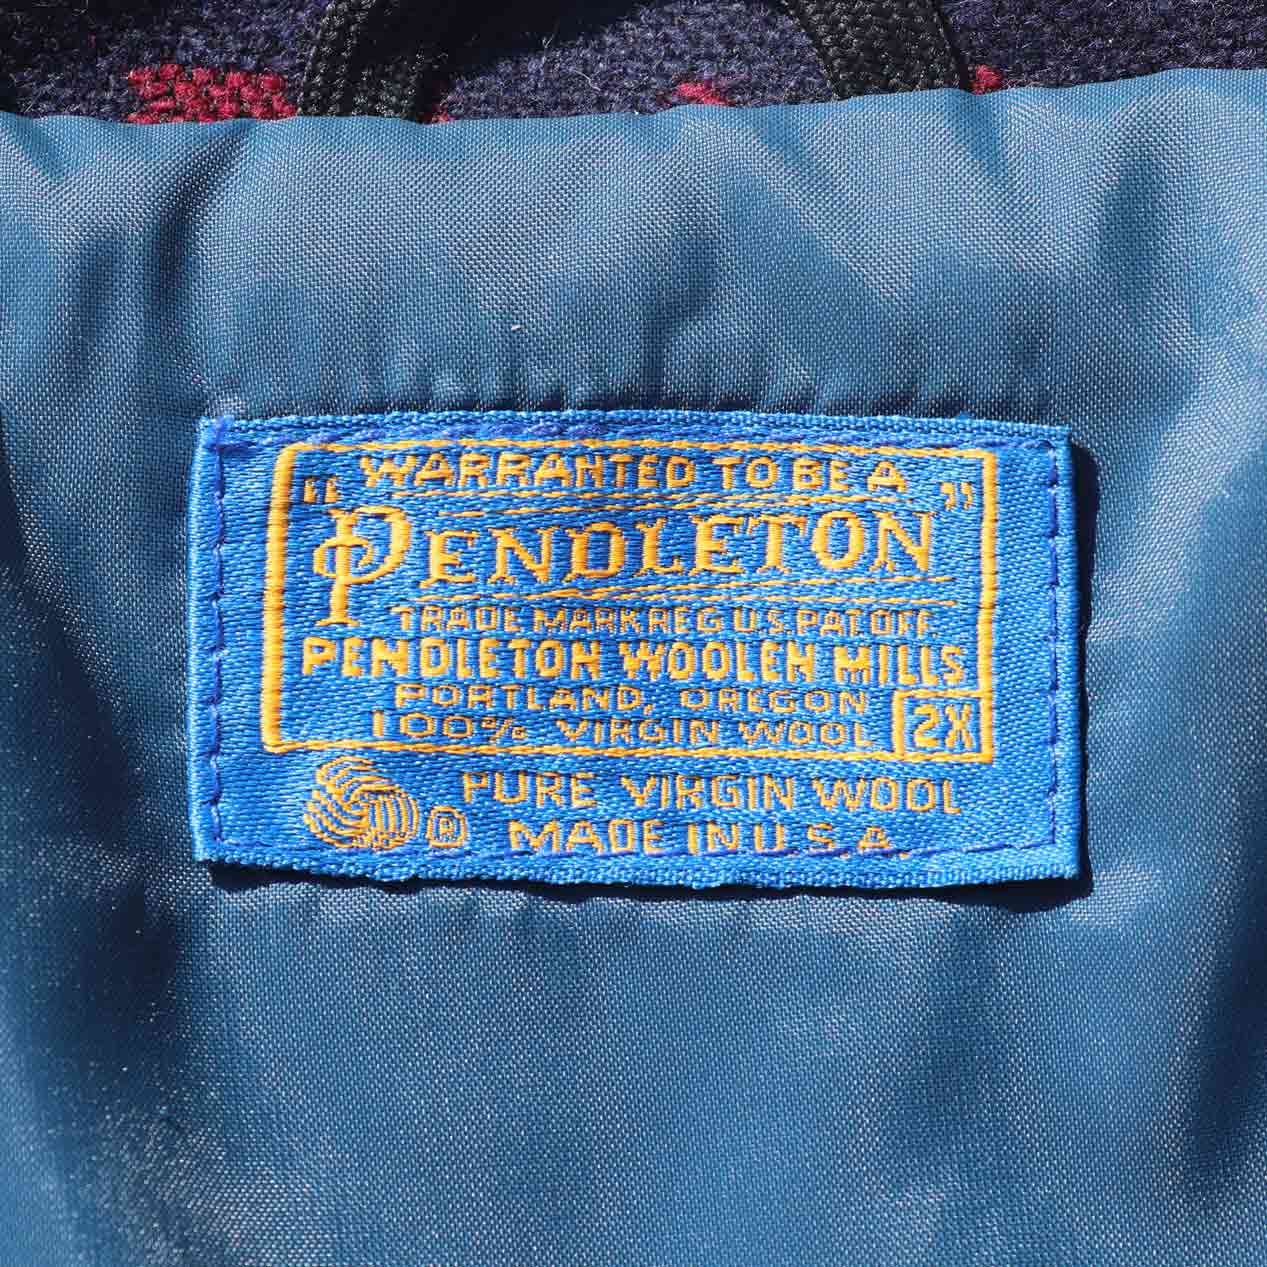 "WARRANTED TO BE A"
PENDLETON
TRADE MARK REG U.S. PAT. OFF.
PENDLETON WOOLEN MILLS
PORTLAND, OREGON
100% VIRGIN WOOL 2X
PURE VIRGIN WOOL
® MADE IN U.S.A.